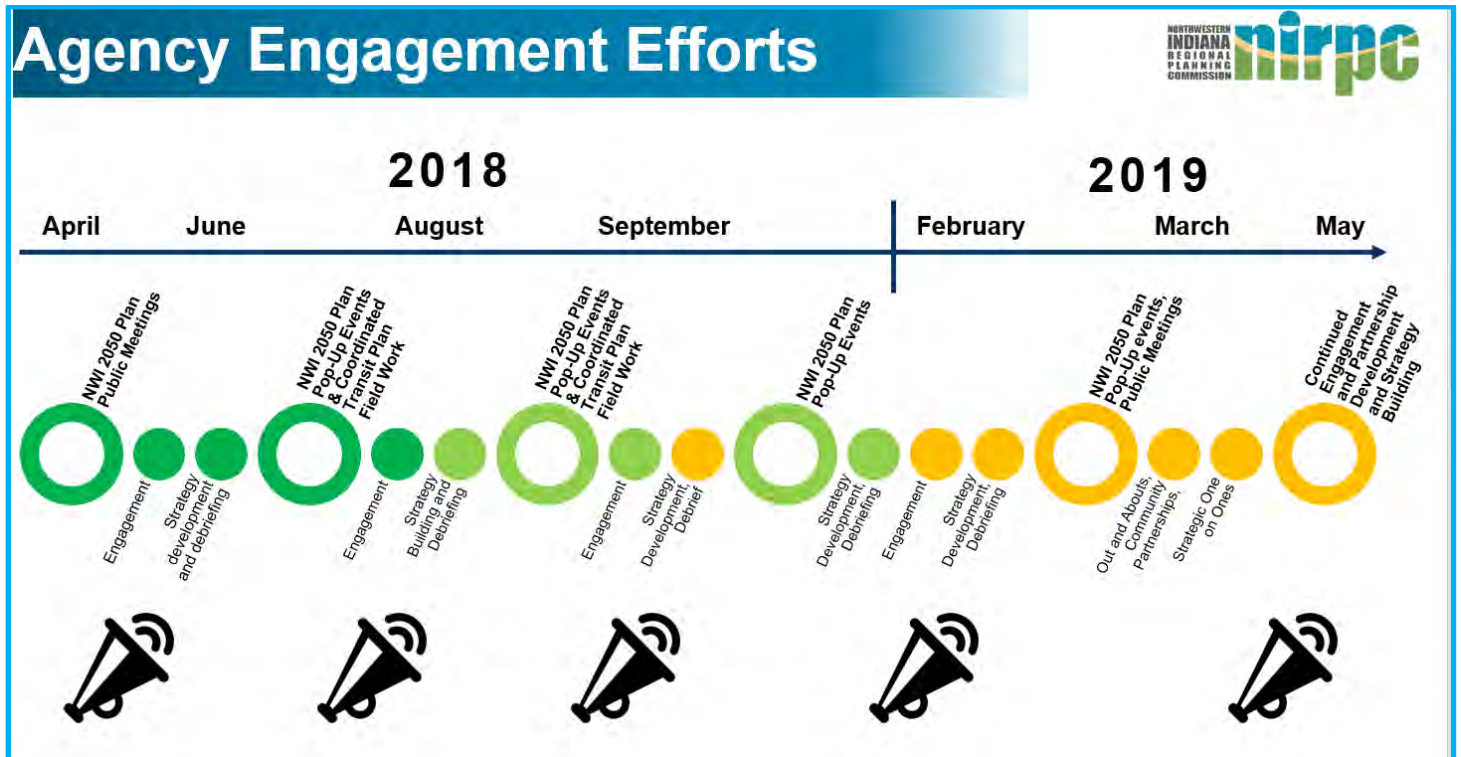 Agency Engagement Efforts
NORTHWESTERN
INDIANA
REGIONAL
PLANNING
COMMISSION
nirpc
2018
2019
April
June
August
September
February
March
May
NWI 2050 Plan
Public Meetings
Engagement
Strategy
development
and debriefing
NWI 2050 Plan
Pop-Up Events
& Coordinated
Transit Plan
Field Work
Engagement
Strategy
Building and
Debriefing
NWI 2050 Plan
Pop-Up Events
& Coordinated
Transit Plan
Field Work
Engagement
Strategy
Development,
Debrief
NWI 2050 Plan
Pop-Up Events
Strategy
Development,
Debriefing
Engagement
Strategy
Development,
Debriefing
NWI 2050 Plan
Pop-Up events,
Public Meetings
Out and Abouts,
Community
Partnerships,
Strategic One
on Ones
Continued
Engagement
and Partnership
Development
and Strategy
Building